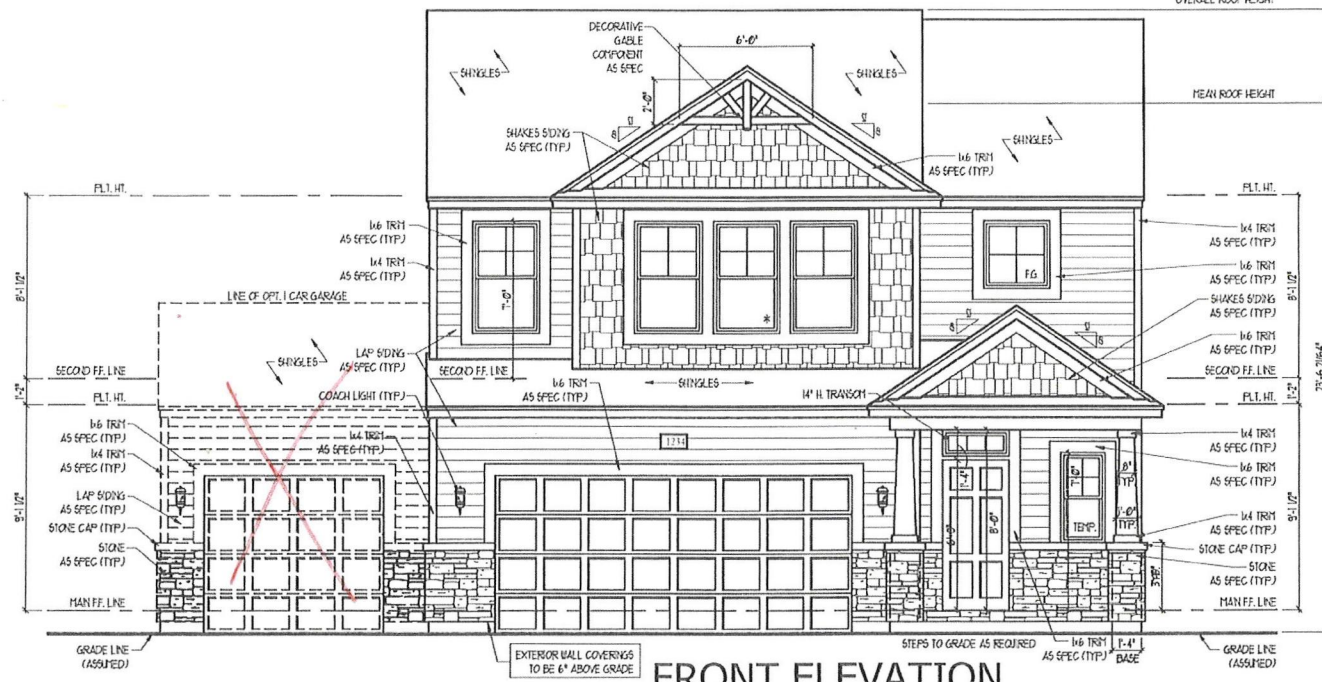 OVERALL ROOF HEIGHT
DECORATIVE
GABLE
COMPONENT
AS SPEC
6'-0"
SHINGLES
SHINGLES
2'-0"
MEAN ROOF HEIGHT
12
8
12
8
SHAKES SIDING
AS SPEC (TYP.)
SHINGLES
1x6 TRIM
AS SPEC (TYP.)
PLT. HT.
PLT. HT.
1x6 TRIM
AS SPEC (TYP.)
1x4 TRIM
AS SPEC (TYP.)
1x4 TRIM
AS SPEC (TYP.)
1x6 TRIM
AS SPEC (TYP.)
F.G
8'-1 1/2"
7'-0"
*
8'-1 1/2"
LINE OF OPT. 1 CAR GARAGE
SHAKES SIDING
AS SPEC (TYP.)
12
8
12
8
1x6 TRIM
AS SPEC (TYP.)
SHINGLES
LAP SIDING
AS SPEC (TYP.)
SECOND F.F. LINE
SECOND F.F. LINE
SECOND F.F. LINE
1'-2"
SHINGLES
1x6 TRIM
AS SPEC (TYP.)
14" H. TRANSOM
1'-2"
PLT. HT.
COACH LIGHT (TYP.)
PLT. HT.
23'-6 21/64"
1x6 TRIM
AS SPEC (TYP.)
1x4 TRIM
AS SPEC (TYP.)
1234
1x4 TRIM
AS SPEC (TYP.)
1x4 TRIM
AS SPEC (TYP.)
1x6 TRIM
AS SPEC (TYP.)
1'-4"
7'-0"
8"
TYP.
LAP SIDING
AS SPEC (TYP.)
9'-1 1/2"
9'-1 1/2"
STONE CAP (TYP.)
STONE
AS SPEC (TYP.)
8'-0"
TEMP.
1'-0"
TYP.
1x4 TRIM
AS SPEC (TYP.)
STONE CAP (TYP.)
STONE
AS SPEC (TYP.)
MAIN F.F. LINE
MAIN F.F. LINE
GRADE LINE
(ASSUMED)
EXTERIOR WALL COVERINGS
TO BE 6" ABOVE GRADE
STEPS TO GRADE AS REQUIRED
1x6 TRIM
AS SPEC (TYP.)
1'-4"
BASE
GRADE LINE
(ASSUMED)
FRONT ELEVATION